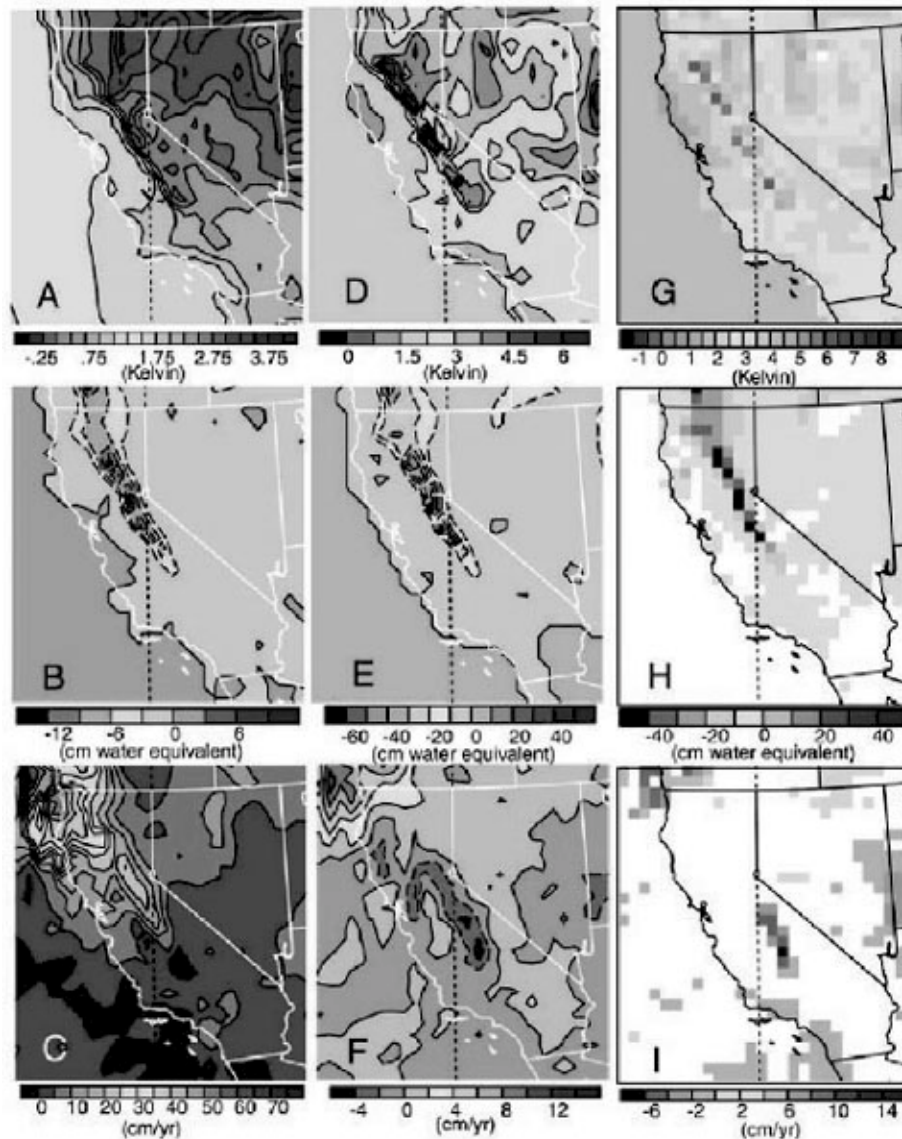 A
D
G
-.25 .75 1.75 2.75 3.75
(Kelvin)
0 1.5 3 4.5 6
(Kelvin)
-1 0 1 2 3 4 5 6 7 8
(Kelvin)
B
E
H
-12 -6 0 6
(cm water equivalent)
-60 -40 -20 0 20 40
(cm water equivalent)
-40 -20 0 20 40
(cm water equivalent)
C
F
I
0 10 20 30 40 50 60 70
(cm/yr)
-4 0 4 8 12
(cm/yr)
-6 -2 2 6 10 14
(cm/yr)